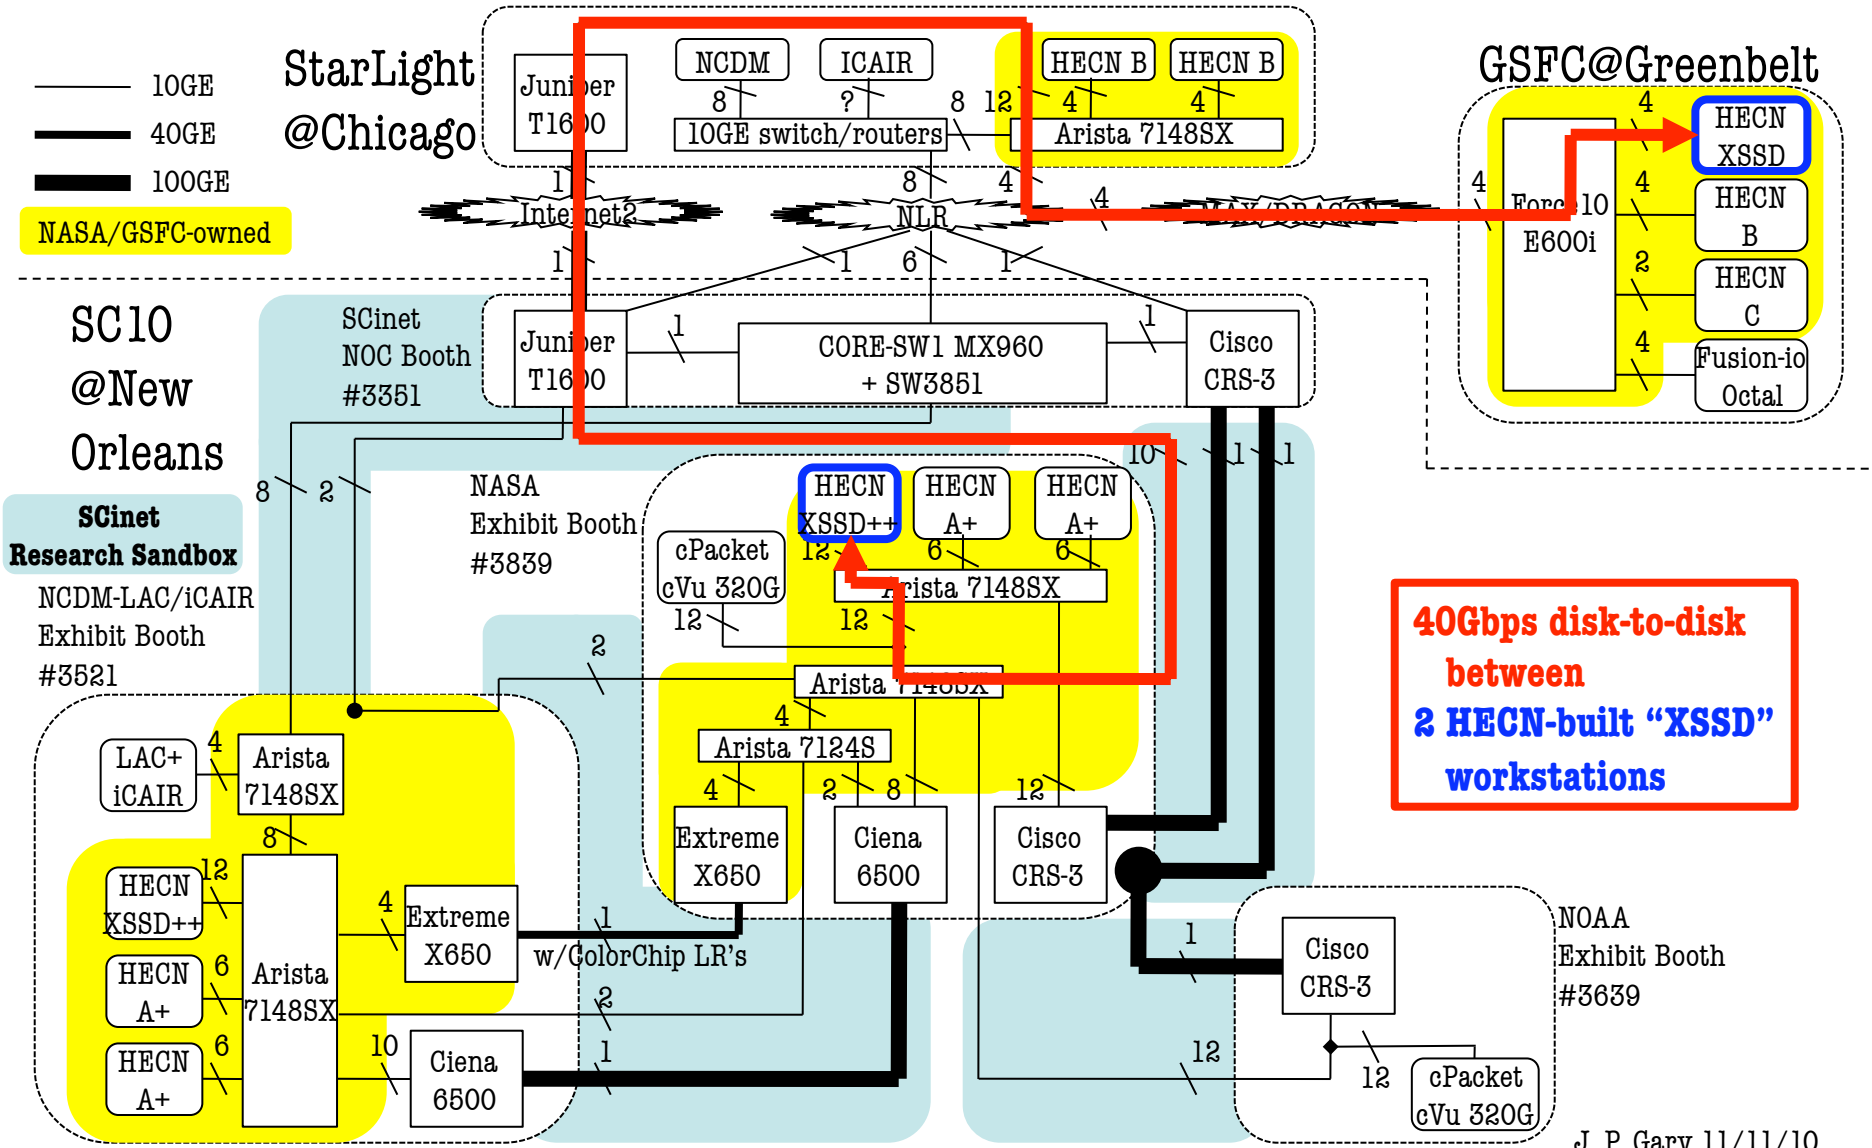 10GE
40GE
100GE
NASA/GSFC-owned
StarLight
@Chicago
Juniper
T1600
NCDM
8
ICAIR
?
10GE switch/routers
8
12
HECN B
4
HECN B
4
Arista 7148SX
GSFC@Greenbelt
4
Force10
E600i
4
HECN
XSSD
4
HECN
B
2
HECN
C
4
Fusion-io
Octal
1
Internet2
1
8
NLR
4
4
MAX/DRAGON
1
6
1
SC10
@New
Orleans
SCinet
NOC Booth
#3351
Juniper
T1600
1
CORE-SW1 MX960
+ SW3851
1
Cisco
CRS-3
8
2
10
1
1
SCinet
Research Sandbox
NASA
Exhibit Booth
#3839
cPacket
cVu 320G
12
HECN
XSSD++
12
HECN
A+
6
HECN
A+
6
Arista 7148SX
12
2
Arista 7148SX
4
Arista 7124S
4
2
8
12
Extreme
X650
Ciena
6500
Cisco
CRS-3
40Gbps disk-to-disk
between
2 HECN-built “XSSD”
workstations
NCDM-LAC/iCAIR
Exhibit Booth
#3521
LAC+
iCAIR
4
Arista
7148SX
8
HECN
XSSD++
12
HECN
A+
6
HECN
A+
6
Arista
7148SX
4
Extreme
X650
1
w/ColorChip LR’s
2
10
Ciena
6500
1
NOAA
Exhibit Booth
#3639
1
Cisco
CRS-3
12
12
cPacket
cVu 320G
J. P. Gary 11/11/10